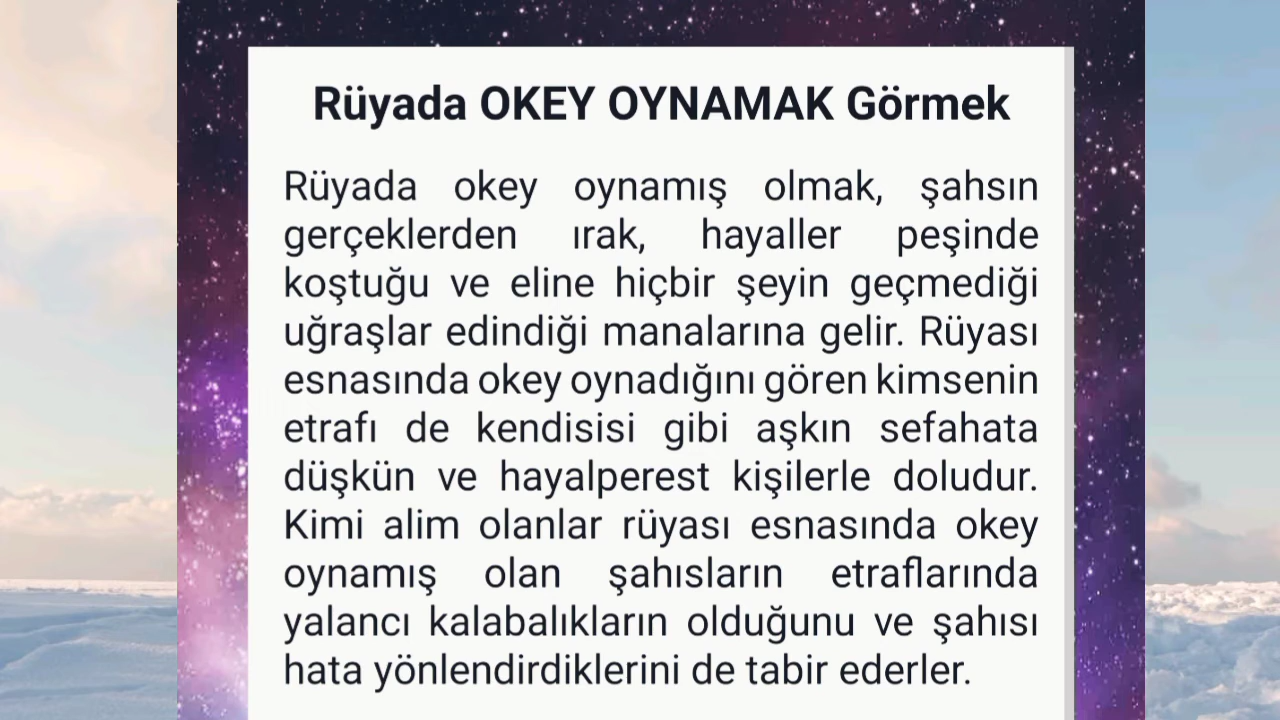 Rüyada OKEY OYNAMAK Görmek
Rüyada okey oynamış olmak, şahsın
gerçeklerden ırak, hayaller peşinde
koştuğu ve eline hiçbir şeyin geçmediği
uğraşlar edindiği manalarına gelir. Rüyası
esnasında okey oynadığını gören kimsenin
etrafı de kendisisi gibi aşkın sefahata
düşkün ve hayalperest kişilerle doludur.
Kimi alim olanlar rüyası esnasında okey
oynamış olan şahısların etraflarında
yalancı kalabalıkların olduğunu ve şahısı
hata yönlendirdiklerini de tabir ederler.